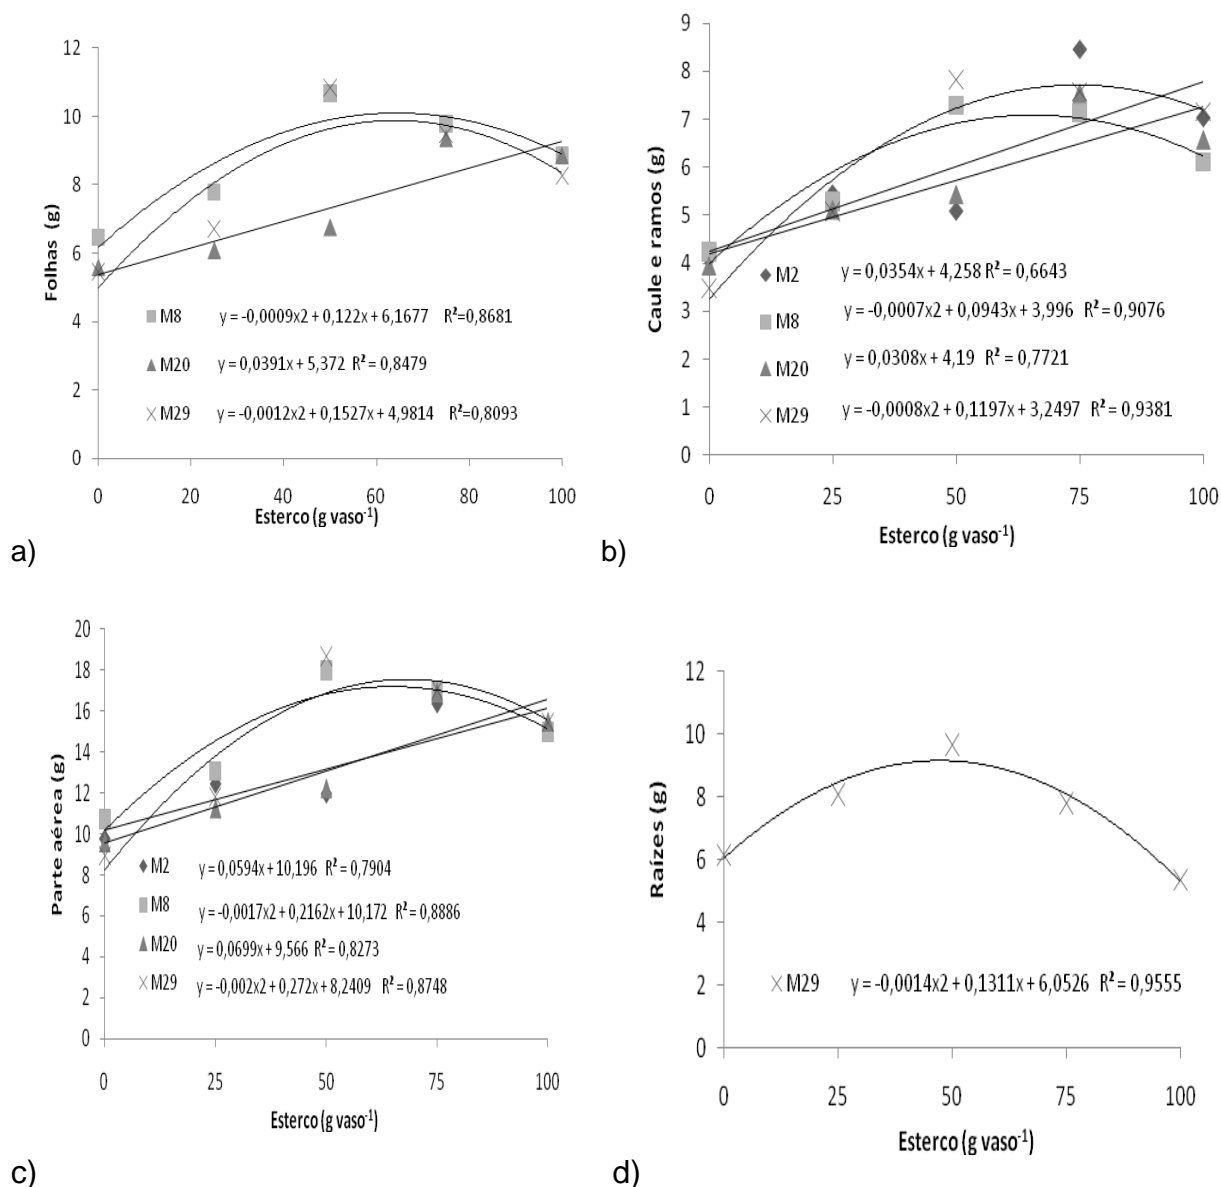 12
10
8
6
4
2
0
Folhas (g)
M8 y = -0,0009x2 + 0,122x + 6,1677 R²=0,8681
M20 y = 0,0391x + 5,372 R² = 0,8479
M29 y = -0,0012x2 + 0,1527x + 4,9814 R²=0,8093
0 20 40 60 80 100
Esterco (g vaso-1)
a)
9
8
7
6
5
4
3
2
1
0
Caule e ramos (g)
M2 y = 0,0354x + 4,258 R² = 0,6643
M8 y = -0,0007x2 + 0,0943x + 3,996 R² = 0,9076
M20 y = 0,0308x + 4,19 R² = 0,7721
M29 y = -0,0008x2 + 0,1197x + 3,2497 R² = 0,9381
0 25 50 75 100
Esterco (g vaso-1)
b)
20
18
16
14
12
10
8
6
4
2
0
Parte aérea (g)
M2 y = 0,0594x + 10,196 R² = 0,7904
M8 y = -0,0017x2 + 0,2162x + 10,172 R² = 0,8886
M20 y = 0,0699x + 9,566 R² = 0,8273
M29 y = -0,002x2 + 0,272x + 8,2409 R² = 0,8748
0 25 50 75 100
Esterco (g vaso-1)
c)
12
10
8
6
4
2
0
Raízes (g)
M29 y = -0,0014x2 + 0,1311x + 6,0526 R² = 0,9555
0 25 50 75 100
Esterco (g vaso-1)
d)